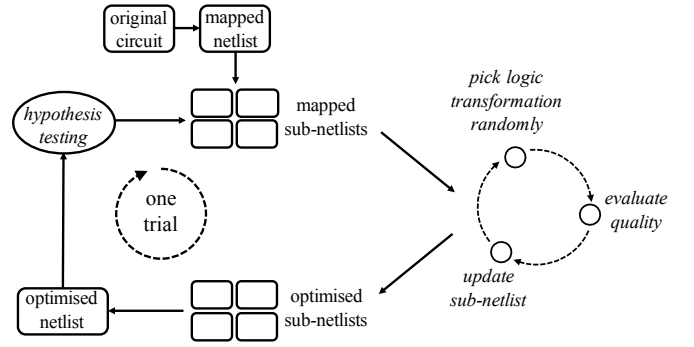 original
circuit
mapped
netlist
pick logic
transformation
randomly
hypothesis
testing
mapped
sub-netlists
one
trial
evaluate
quality
update
sub-netlist
optimised
netlist
optimised
sub-netlists